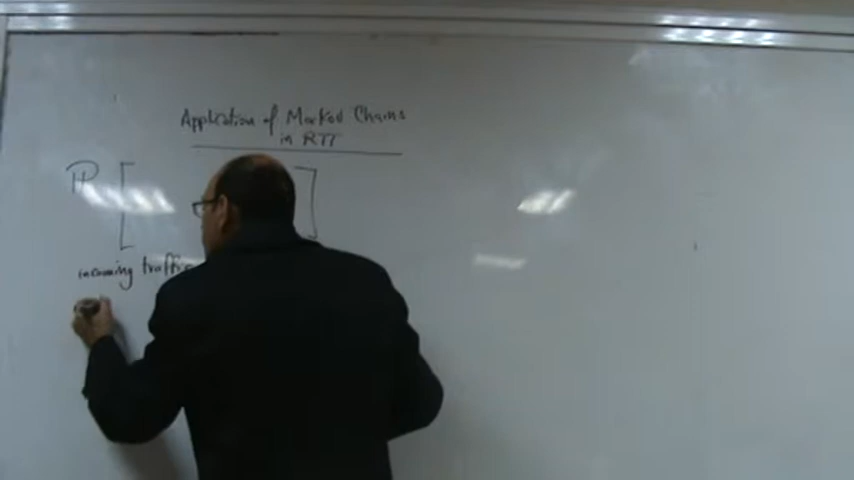 Application of Markov Chains
in RTT
P [ ]
incoming traffic